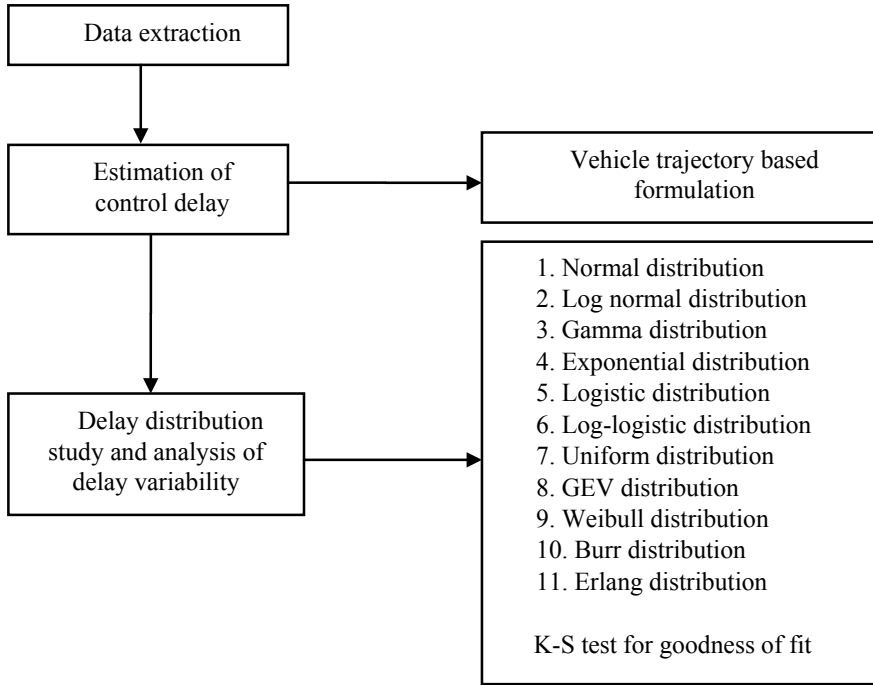 Data extraction
Estimation of
control delay
Vehicle trajectory based
formulation
Delay distribution
study and analysis of
delay variability
1. Normal distribution
2. Log normal distribution
3. Gamma distribution
4. Exponential distribution
5. Logistic distribution
6. Log-logistic distribution
7. Uniform distribution
8. GEV distribution
9. Weibull distribution
10. Burr distribution
11. Erlang distribution
K-S test for goodness of fit